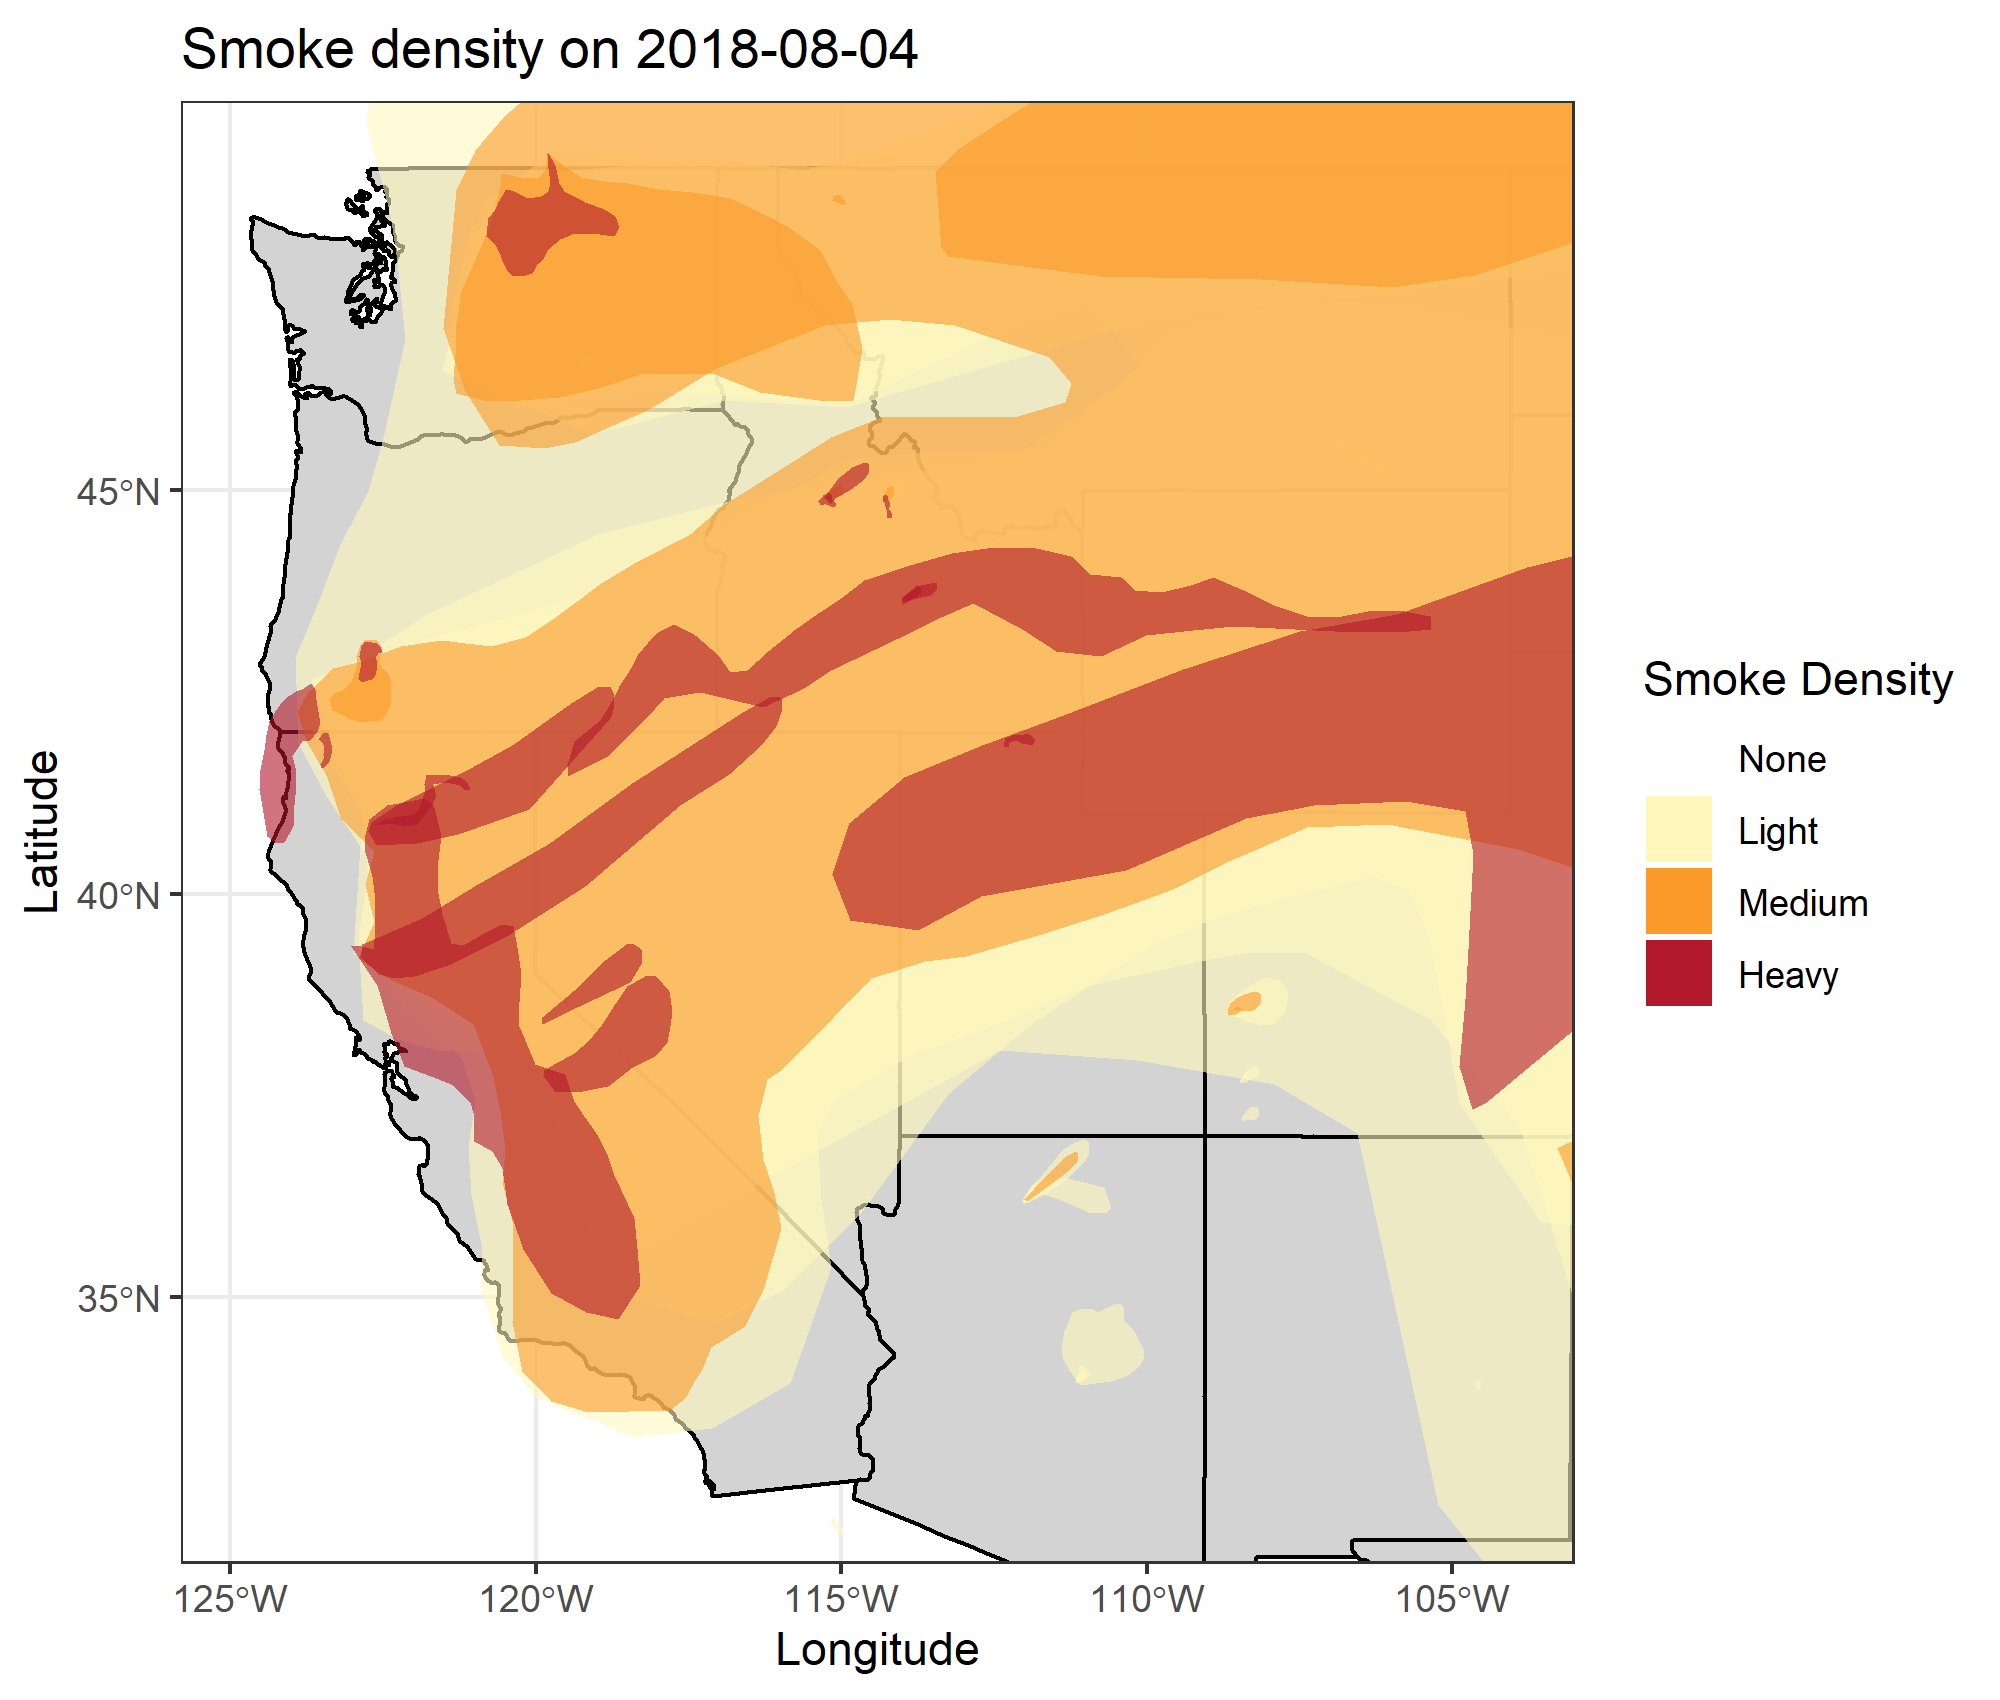 Smoke density on 2018-08-04
45°N
40°N
35°N
125°W
120°W
115°W
110°W
105°W
Longitude
Latitude
Smoke Density
None
Light
Medium
Heavy